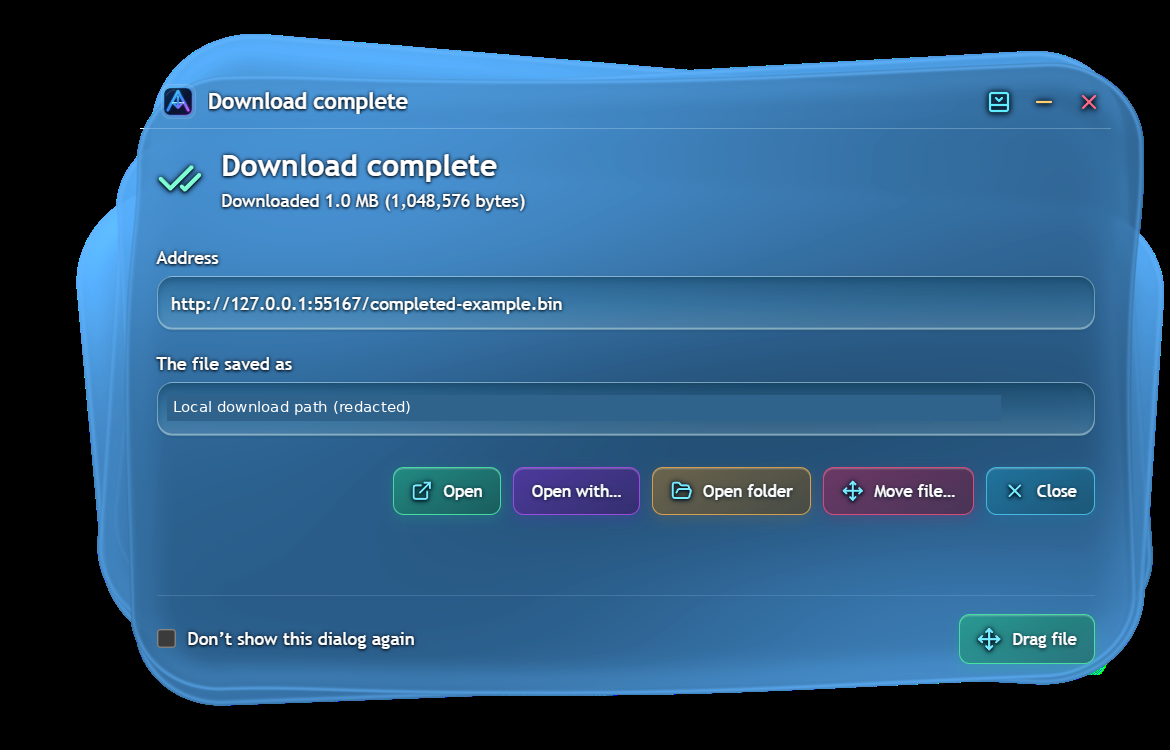 Download complete
Download complete
Downloaded 1.0 MB (1,048,576 bytes)
Address
http://127.0.0.1:55167/completed-example.bin
The file saved as
Local download path (redacted)
Open
Open with...
Open folder
Move file...
Close
Don’t show this dialog again
Drag file